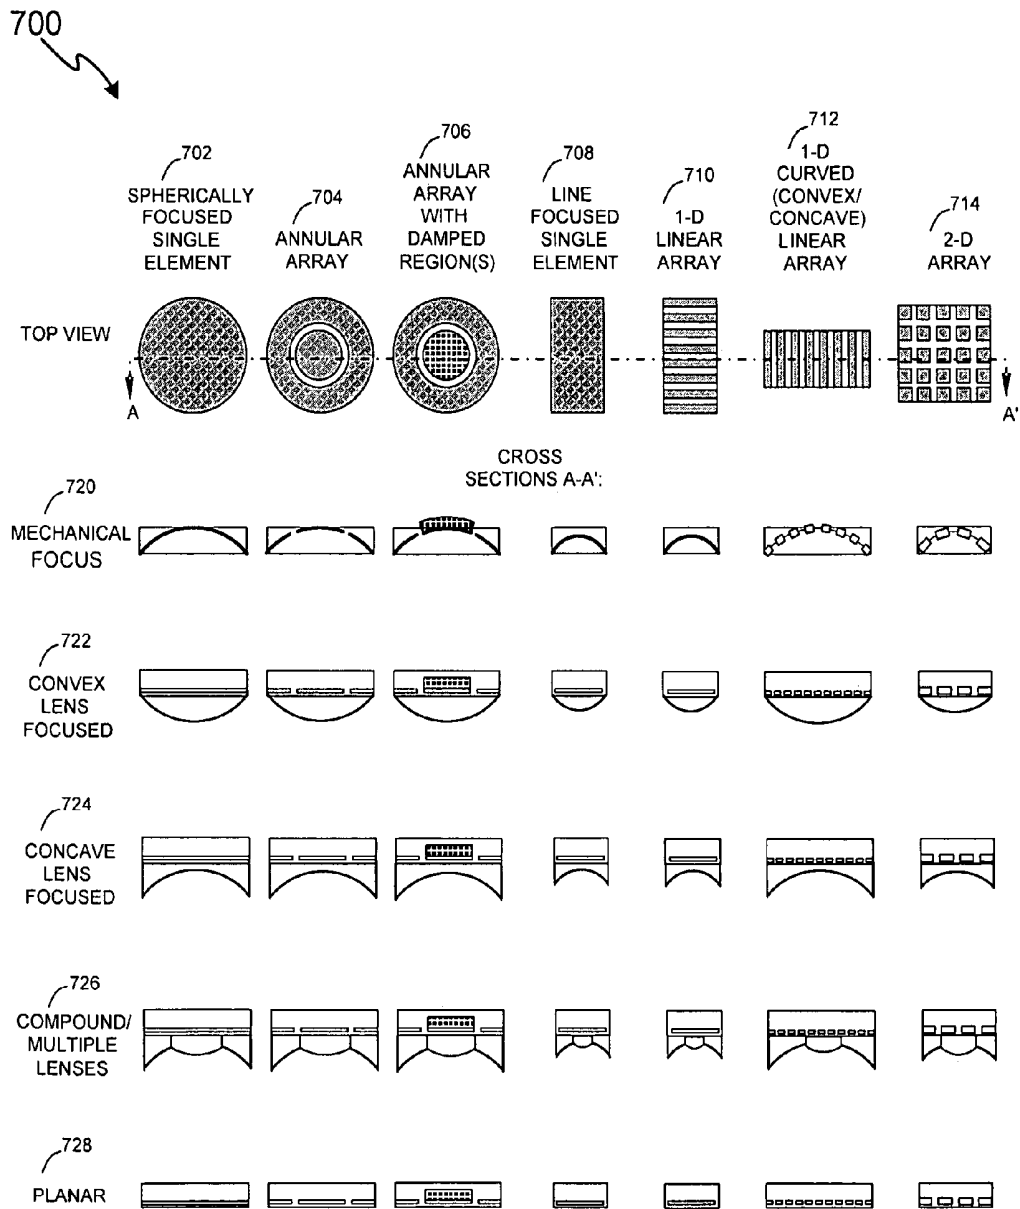 700
702
SPHERICALLY
FOCUSED
SINGLE
ELEMENT
704
ANNULAR
ARRAY
706
ANNULAR
ARRAY
WITH
DAMPED
REGION(S)
708
LINE
FOCUSED
SINGLE
ELEMENT
710
1-D
LINEAR
ARRAY
712
1-D
CURVED
(CONVEX/
CONCAVE)
LINEAR
ARRAY
714
2-D
ARRAY
TOP VIEW
A
A'
CROSS
SECTIONS A-A':
720
MECHANICAL
FOCUS
722
CONVEX
LENS
FOCUSED
724
CONCAVE
LENS
FOCUSED
726
COMPOUND/
MULTIPLE
LENSES
728
PLANAR